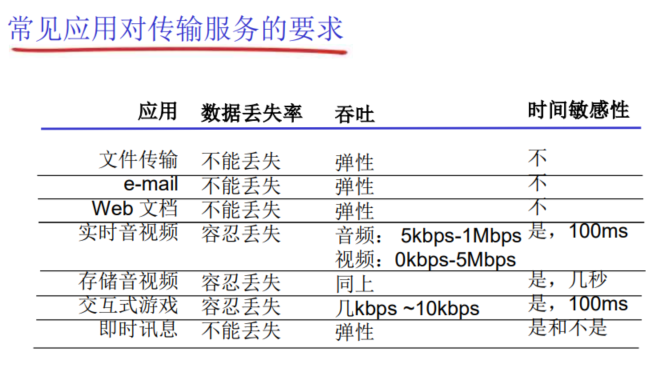 常见应用对传输服务的要求
应用 数据丢失率 吞吐 时间敏感性
文件传输 不能丢失 弹性 不
e-mail 不能丢失 弹性 不
Web 文档 不能丢失 弹性 不
实时音视频 容忍丢失 音频： 5kbps-1Mbps 是，100ms
视频：0kbps-5Mbps
存储音视频 容忍丢失 同上 是，几秒
交互式游戏 容忍丢失 几kbps ~10kbps 是，100ms
即时讯息 不能丢失 弹性 是和不是